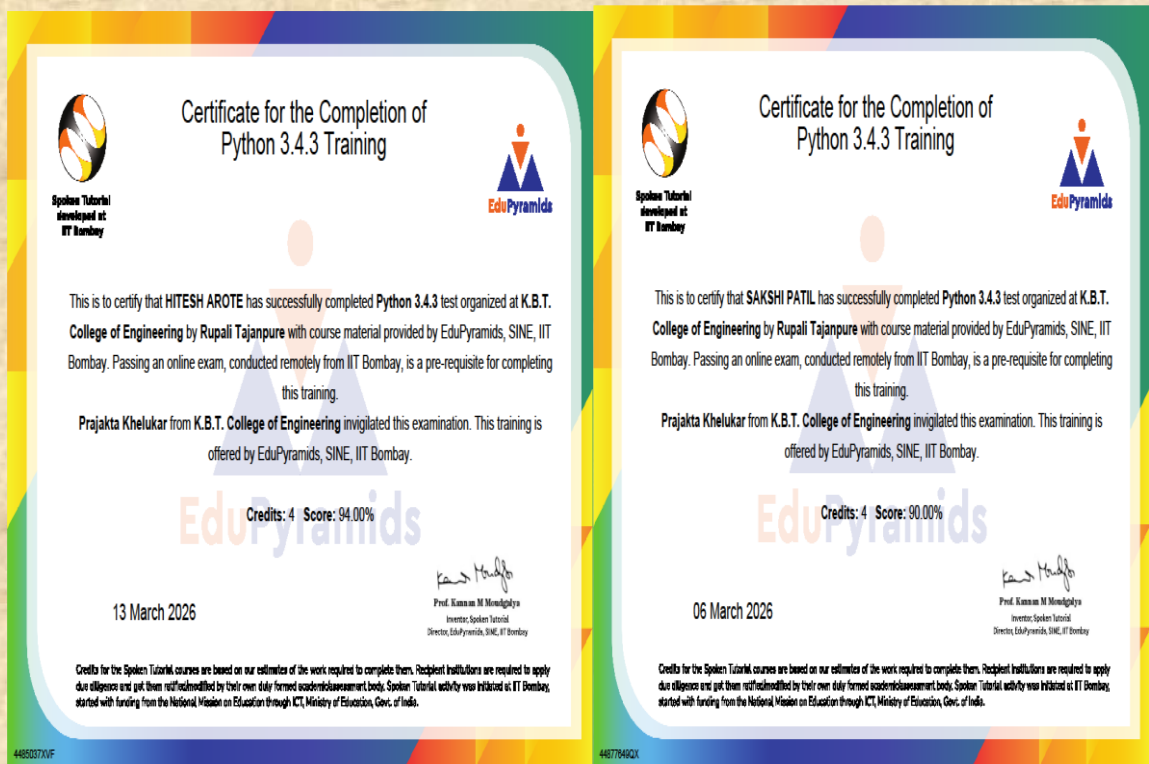 Certificate for the Completion of
Python 3.4.3 Training
Spoken Tutorial
developed at
IIT Bombay
EduPyramids
This is to certify that HITESH AROTE has successfully completed Python 3.4.3 test organized at K.B.T.
College of Engineering by Rupali Tajanpure with course material provided by EduPyramids, SINE, IIT
Bombay. Passing an online exam, conducted remotely from IIT Bombay, is a pre-requisite for completing
this training.
Prajakta Khelukar from K.B.T. College of Engineering invigilated this examination. This training is
offered by EduPyramids, SINE, IIT Bombay.
EduPyramids
Credits: 4 Score: 94.00%
13 March 2026
Prof. Kannan M Moudgalya
Inventor, Spoken Tutorial
Director, EduPyramids, SINE, IIT Bombay
Credits for the Spoken Tutorial courses are based on our estimates of the work required to complete them. Recipient institutions are required to apply
due diligence and get them ratified/modified by their own duly formed academic/assessment body. Spoken Tutorial activity was initiated at IIT Bombay,
started with funding from the National Mission on Education through ICT, Ministry of Education, Govt. of India.
4485037XVF
Certificate for the Completion of
Python 3.4.3 Training
Spoken Tutorial
developed at
IIT Bombay
EduPyramids
This is to certify that SAKSHI PATIL has successfully completed Python 3.4.3 test organized at K.B.T.
College of Engineering by Rupali Tajanpure with course material provided by EduPyramids, SINE, IIT
Bombay. Passing an online exam, conducted remotely from IIT Bombay, is a pre-requisite for completing
this training.
Prajakta Khelukar from K.B.T. College of Engineering invigilated this examination. This training is
offered by EduPyramids, SINE, IIT Bombay.
EduPyramids
Credits: 4 Score: 90.00%
06 March 2026
Prof. Kannan M Moudgalya
Inventor, Spoken Tutorial
Director, EduPyramids, SINE, IIT Bombay
Credits for the Spoken Tutorial courses are based on our estimates of the work required to complete them. Recipient institutions are required to apply
due diligence and get them ratified/modified by their own duly formed academic/assessment body. Spoken Tutorial activity was initiated at IIT Bombay,
started with funding from the National Mission on Education through ICT, Ministry of Education, Govt. of India.
44877649QX